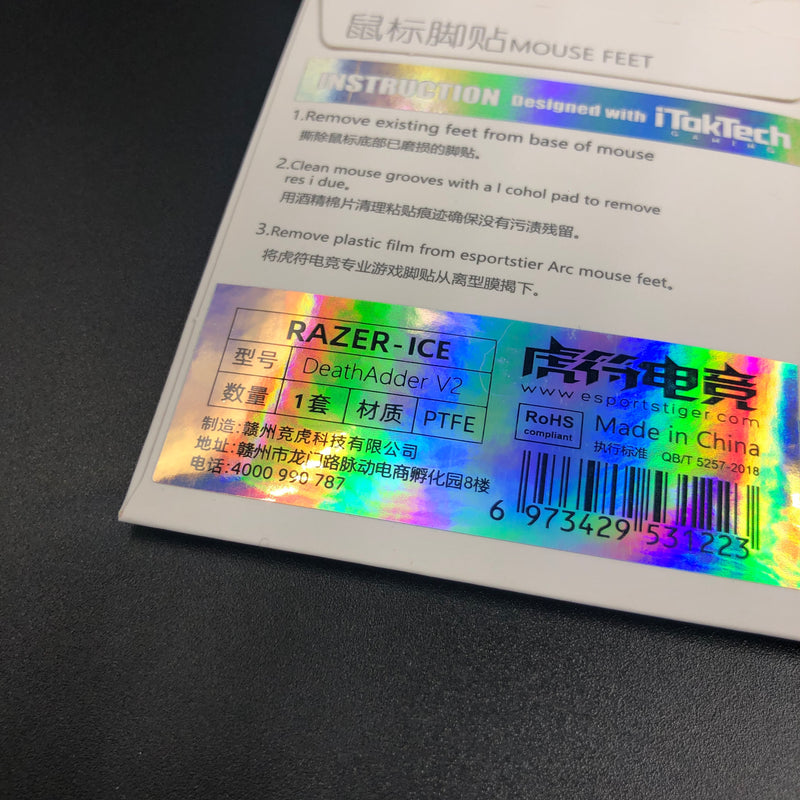 鼠标脚贴MOUSE FEET
INSTRUCTION Designed with iTokTech
GAMING
1.Remove existing feet from base of mouse
撕除鼠标底部已磨损的脚贴。
2.Clean mouse grooves with a l cohol pad to remove
res i due.
用酒精棉片清理粘贴痕迹确保没有污渍残留。
3.Remove plastic film from esportstier Arc mouse feet.
将虎符电竞专业游戏脚贴从离型膜揭下。
RAZER-ICE
型号 DeathAdder V2
数量 1套 材质 PTFE
制造:赣州竞虎科技有限公司
地址:赣州市龙门路脉动电商孵化园8楼
电话:4000 990 787
虎符电竞
www.esportstiger.com
RoHS
compliant
Made in China
执行标准 QB/T 5257-2018
6 973429 531223